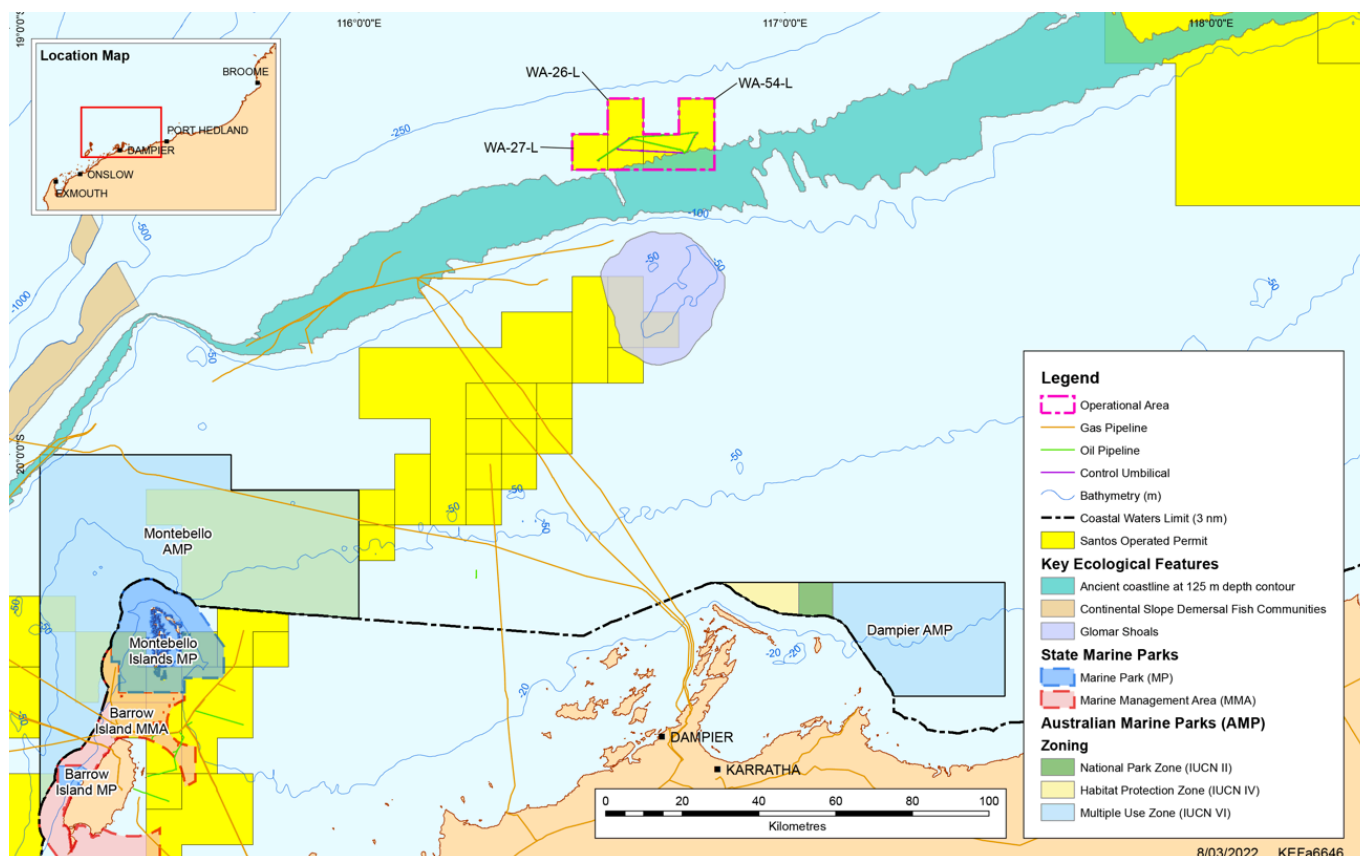 116°0'0"E
117°0'0"E
118°0'0"E
19°0'0"S
Location Map
BROOME
PORT HEDLAND
DAMPIER
ONSLOW
EXMOUTH
WA-26-L
WA-54-L
WA-27-L
-250
-500
-1000
-100
-50
-50
-50
-50
-50
20°0'0"S
-50
-50
-50
-50
Montebello
AMP
-50
-50
Montebello
Islands MP
Dampier AMP
-20
-20
-20
Barrow
Island MMA
-50
Barrow
Island MP
DAMPIER
KARRATHA
0 20 40 60 80 100
Kilometres
Legend
Operational Area
Gas Pipeline
Oil Pipeline
Control Umbilical
Bathymetry (m)
Coastal Waters Limit (3 nm)
Santos Operated Permit
Key Ecological Features
Ancient coastline at 125 m depth contour
Continental Slope Demersal Fish Communities
Glomar Shoals
State Marine Parks
Marine Park (MP)
Marine Management Area (MMA)
Australian Marine Parks (AMP)
Zoning
National Park Zone (IUCN II)
Habitat Protection Zone (IUCN IV)
Multiple Use Zone (IUCN VI)
8/03/2022 KEFa6646